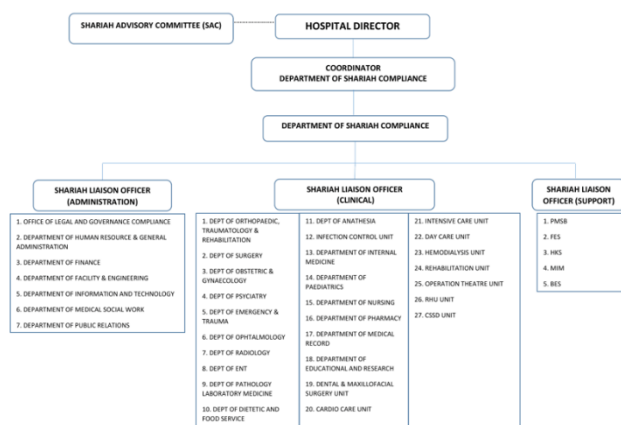 SHARIAH ADVISORY COMMITTEE (SAC)
HOSPITAL DIRECTOR
COORDINATOR
DEPARTMENT OF SHARIAH COMPLIANCE
DEPARTMENT OF SHARIAH COMPLIANCE
SHARIAH LIAISON OFFICER
(ADMINISTRATION)
1. OFFICE OF LEGAL AND GOVERNANCE COMPLIANCE
2. DEPARTMENT OF HUMAN RESOURCE & GENERAL
ADMINISTRATION
3. DEPARTMENT OF FINANCE
4. DEPARTMENT OF FACILITY & ENGINEERING
5. DEPARTMENT OF INFORMATION AND TECHNOLOGY
6. DEPARTMENT OF MEDICAL SOCIAL WORK
7. DEPARTMENT OF PUBLIC RELATIONS
SHARIAH LIAISON OFFICER
(CLINICAL)
1. DEPT OF ORTHOPAEDIC,
TRAUMATOLOGY &
REHABILITATION
2. DEPT OF SURGERY
3. DEPT OF OBSTETRIC &
GYNAECOLOGY
4. DEPT OF PSYCIATRY
5. DEPT OF EMERGENCY &
TRAUMA
6. DEPT OF OPHTALMOLOGY
7. DEPT OF RADIOLOGY
8. DEPT OF ENT
9. DEPT OF PATHOLOGY
LABORATORY MEDICINE
10. DEPT OF DIETETIC AND
FOOD SERVICE
11. DEPT OF ANATHESIA
12. INFECTION CONTROL UNIT
13. DEPARTMENT OF INTERNAL
MEDICINE
14. DEPARTMENT OF
PAEDIATRICS
15. DEPARTMENT OF NURSING
16. DEPARTMENT OF PHARMACY
17. DEPARTMENT OF MEDICAL
RECORD
18. DEPARTMENT OF
EDUCATIONAL AND RESEARCH
19. DENTAL & MAXILLOFACIAL
SURGERY UNIT
20. CARDIO CARE UNIT
21. INTENSIVE CARE UNIT
22. DAY CARE UNIT
23. HEMODIALYSIS UNIT
24. REHABILITATION UNIT
25. OPERATION THEATRE UNIT
26. RHU UNIT
27. CSSD UNIT
SHARIAH LIAISON
OFFICER (SUPPORT)
1. PMSB
2. FES
3. HKS
4. MIM
5. BES